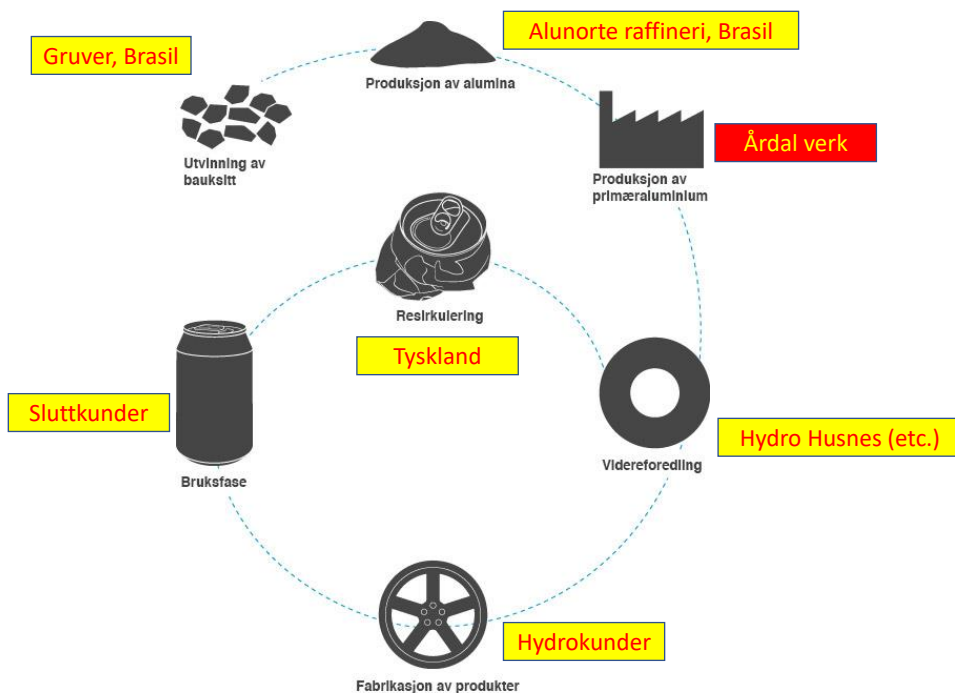 Alunorte raffineri, Brasil
Gruver, Brasil
Produksjon av alumina
Utvinning av
bauksitt
Årdal verk
Produksjon av
primæraluminium
Resirkulering
Tyskland
Sluttkunder
Bruksfase
Hydro Husnes (etc.)
Videreforedling
Hydrokunder
Fabrikasjon av produkter